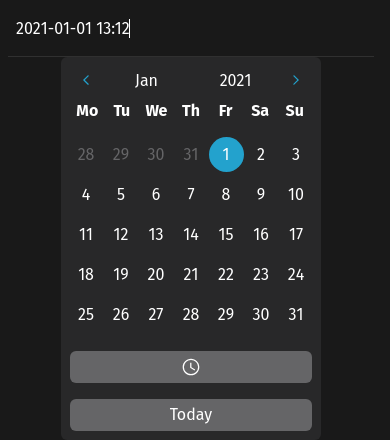 2021-01-01 13:12
Jan 2021
Mo Tu We Th Fr Sa Su
28 29 30 31 1 2 3
4 5 6 7 8 9 10
11 12 13 14 15 16 17
18 19 20 21 22 23 24
25 26 27 28 29 30 31
Today